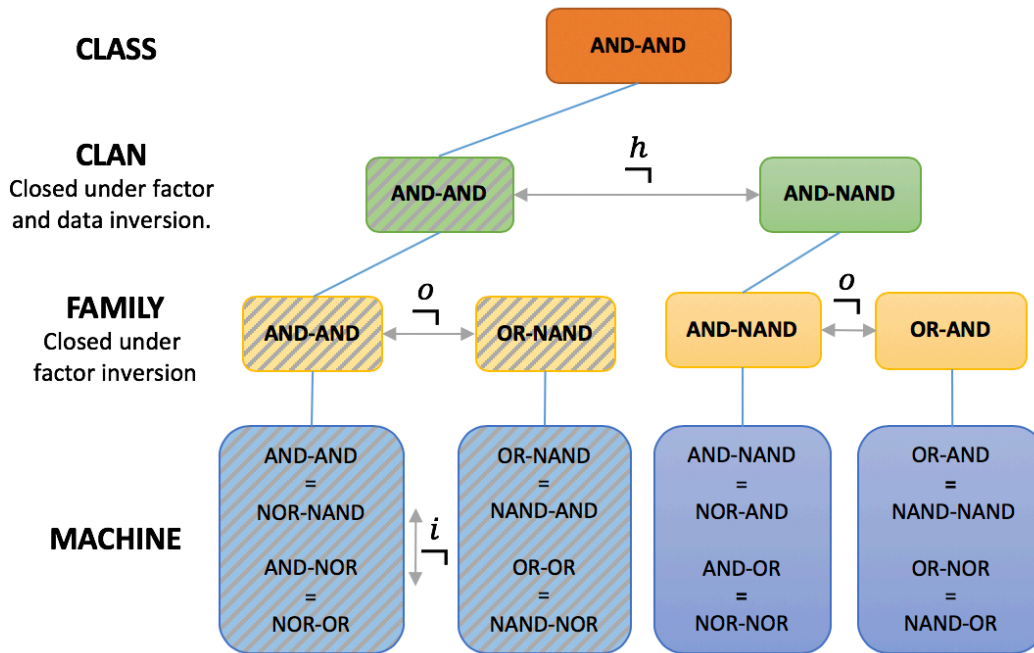 CLASS
AND-AND
CLAN
Closed under factor
and data inversion.
AND-AND
h
¬
AND-NAND
FAMILY
Closed under
factor inversion
AND-AND
o
¬
OR-NAND
AND-NAND
o
¬
OR-AND
MACHINE
AND-AND
=
NOR-NAND
AND-NOR
=
NOR-OR
i
¬
OR-NAND
=
NAND-AND
OR-OR
=
NAND-NOR
AND-NAND
=
NOR-AND
AND-OR
=
NOR-NOR
OR-AND
=
NAND-NAND
OR-NOR
=
NAND-OR